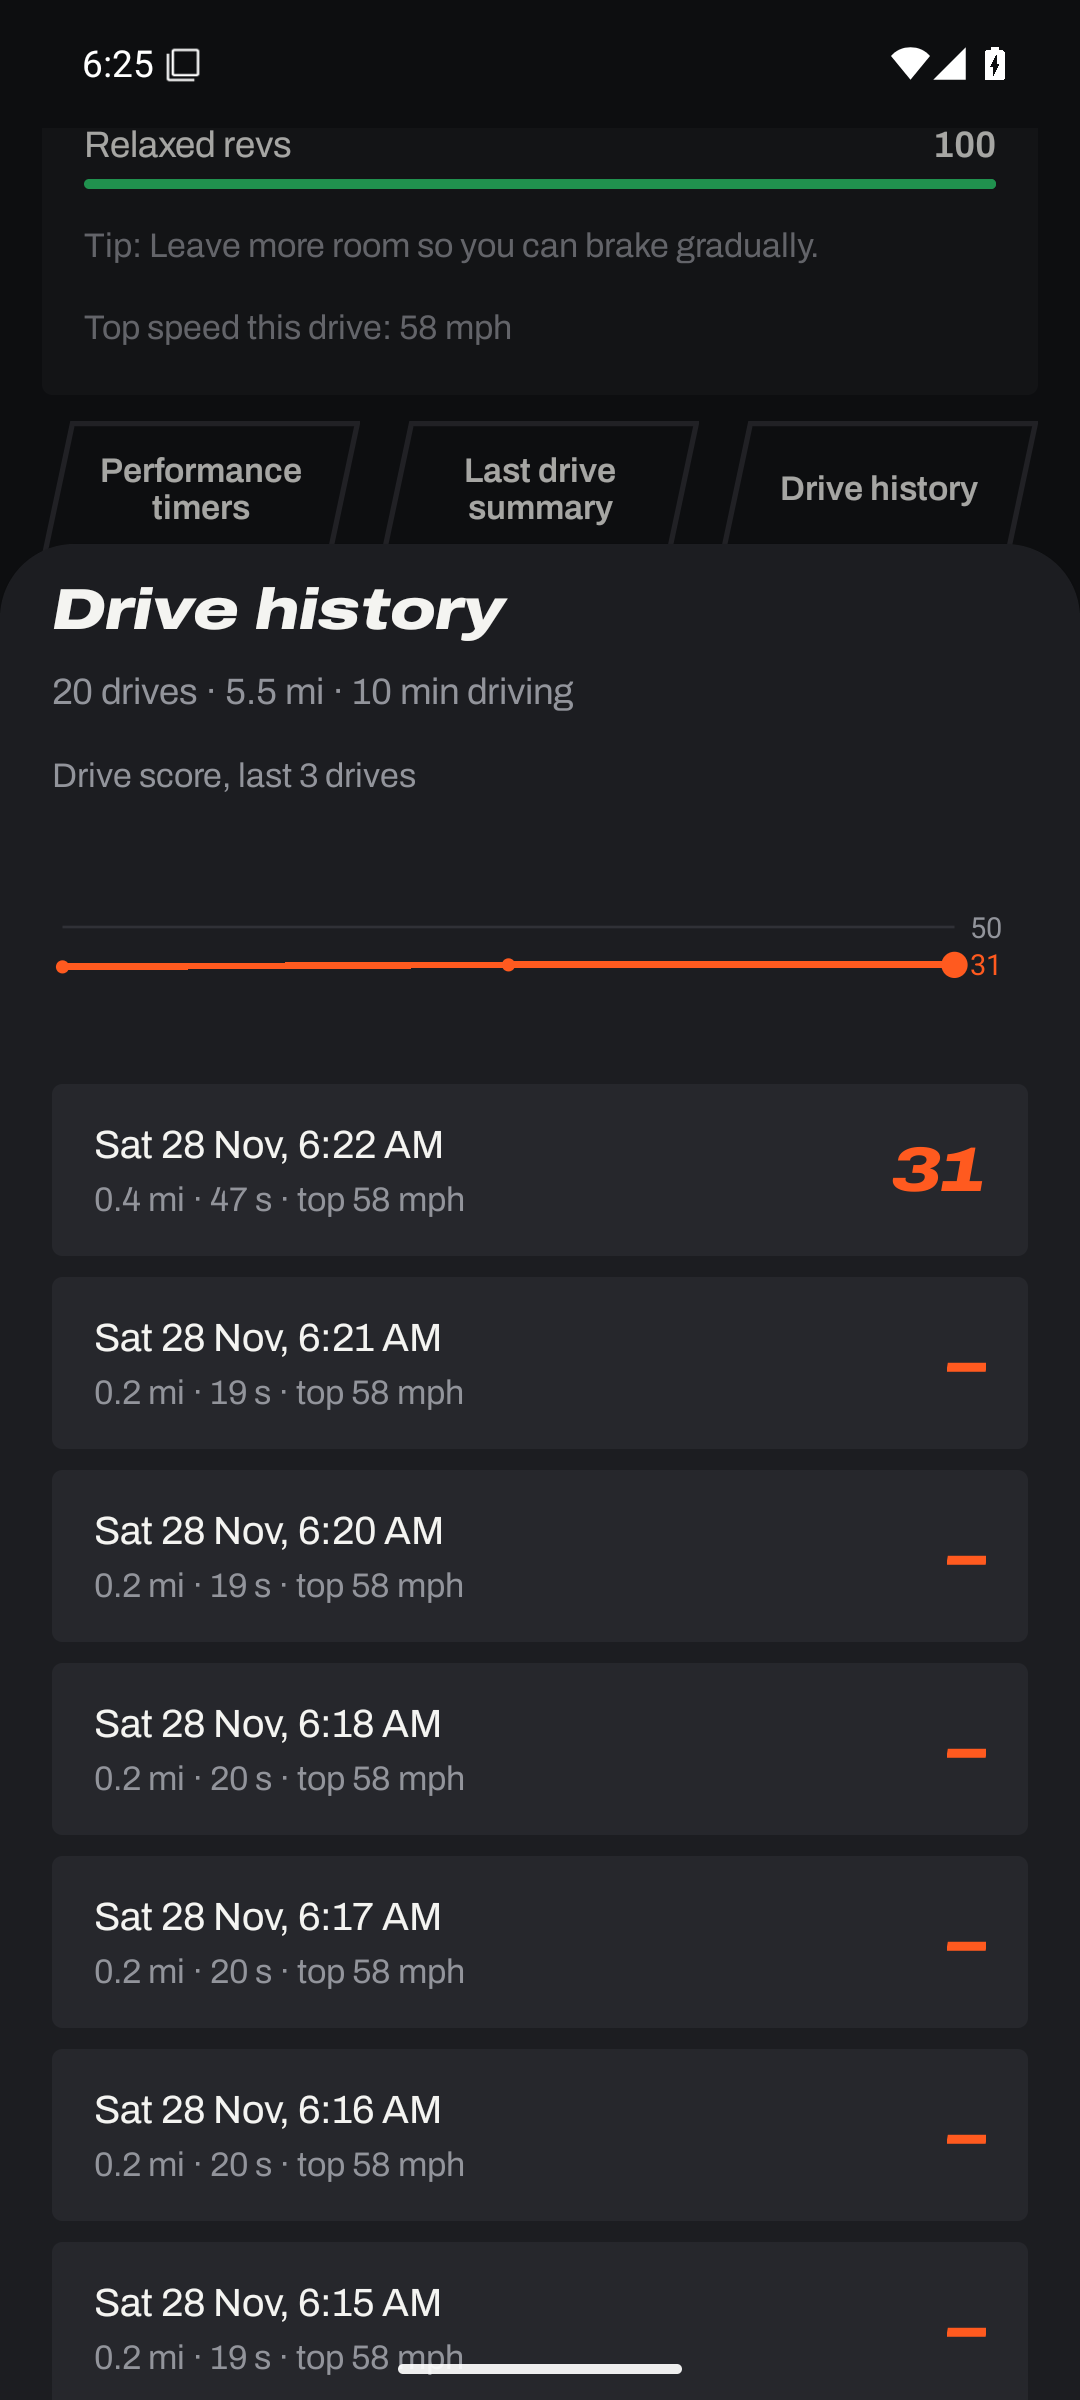 6:25
Relaxed revs 100
Tip: Leave more room so you can brake gradually.
Top speed this drive: 58 mph
Performance timers
Last drive summary
Drive history
Drive history
20 drives · 5.5 mi · 10 min driving
Drive score, last 3 drives
50
31
Sat 28 Nov, 6:22 AM
0.4 mi · 47 s · top 58 mph
31
Sat 28 Nov, 6:21 AM
0.2 mi · 19 s · top 58 mph
–
Sat 28 Nov, 6:20 AM
0.2 mi · 19 s · top 58 mph
–
Sat 28 Nov, 6:18 AM
0.2 mi · 20 s · top 58 mph
–
Sat 28 Nov, 6:17 AM
0.2 mi · 20 s · top 58 mph
–
Sat 28 Nov, 6:16 AM
0.2 mi · 20 s · top 58 mph
–
Sat 28 Nov, 6:15 AM
0.2 mi · 19 s · top 58 mph
–